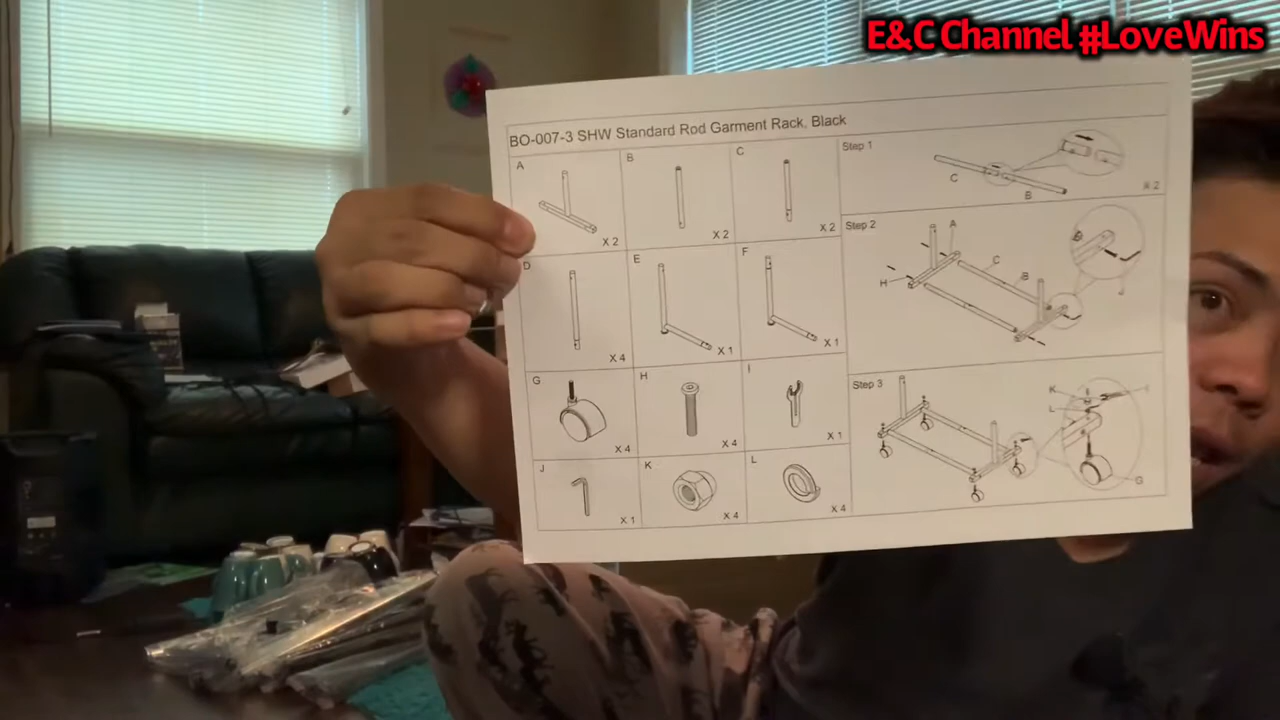 E&C Channel #LoveWins
BO-007-3 SHW Standard Rod Garment Rack, Black
A
X 2
B
X 2
C
X 2
D
X 4
E
X 1
F
X 1
G
X 4
H
X 4
I
X 1
J
X 1
K
X 4
L
X 4
Step 1
C
B
X 2
Step 2
A
C
B
H
Step 3
K
L
G